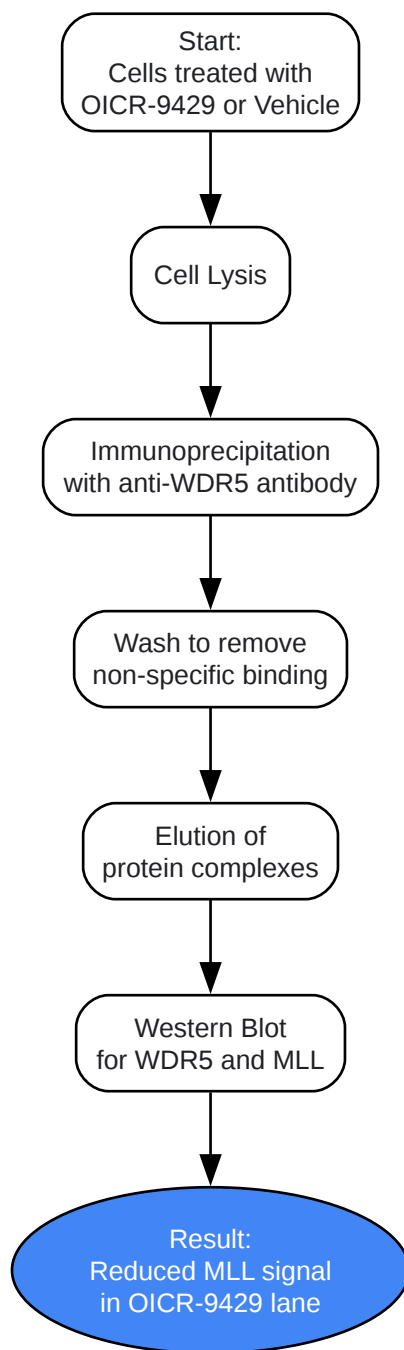 Start:
Cells treated with
OICR-9429 or Vehicle
Cell Lysis
Immunoprecipitation
with anti-WDR5 antibody
Wash to remove
non-specific binding
Elution of
protein complexes
Western Blot
for WDR5 and MLL
Result:
Reduced MLL signal
in OICR-9429 lane